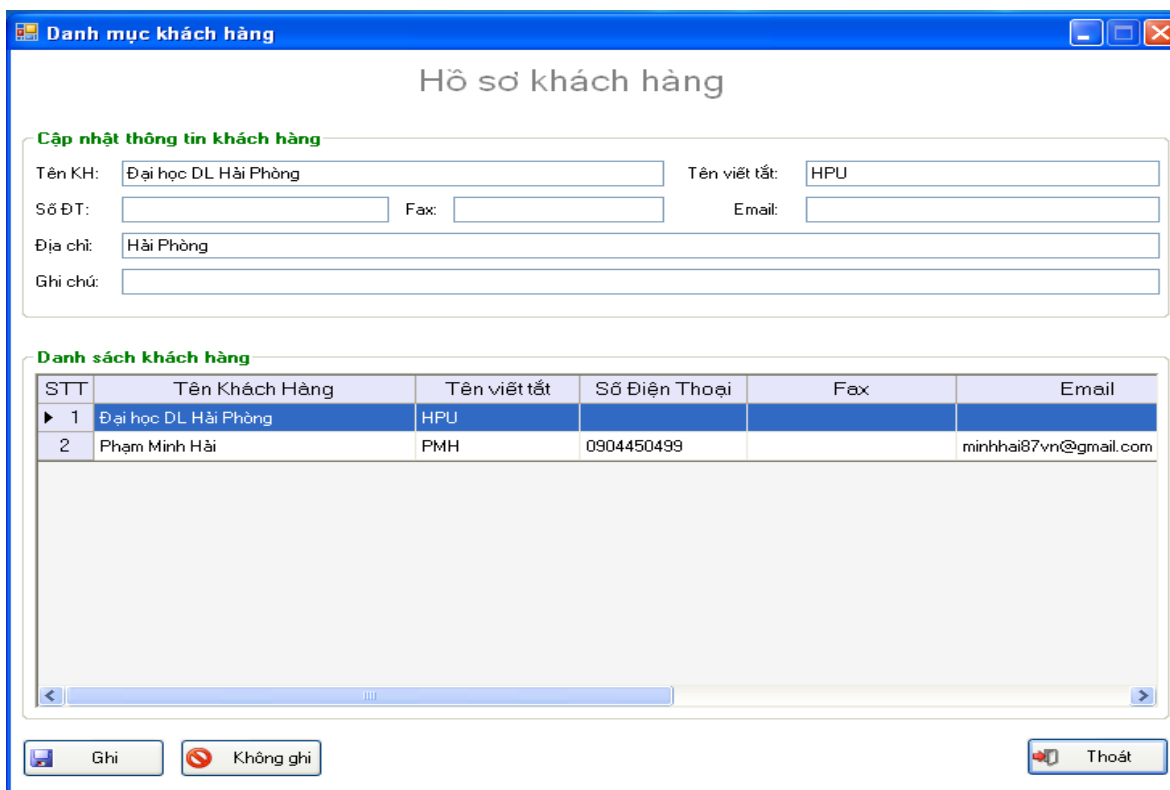 Danh mục khách hàng
Hồ sơ khách hàng
Cập nhật thông tin khách hàng
Tên KH: Đại học DL Hải Phòng Tên viết tắt: HPU
Số ĐT: Fax: Email:
Địa chỉ: Hải Phòng
Ghi chú:
Danh sách khách hàng
STT Tên Khách Hàng Tên viết tắt Số Điện Thoại Fax Email
1 Đại học DL Hải Phòng HPU
2 Phạm Minh Hải PMH 0904450499 minhhai87vn@gmail.com
Ghi Không ghi Thoát